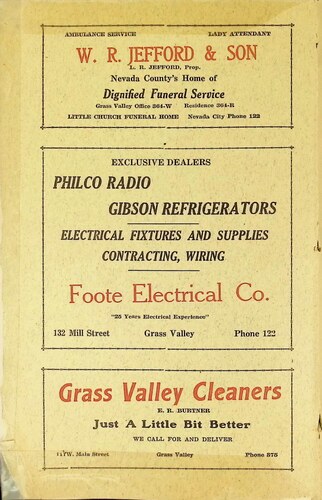 AMBULANCE SERVICE LADY ATTENDANT
W. R. JEFFORD & SON
L. R. JEFFORD, Prop.
Nevada County's Home of
Dignified Funeral Service
Grass Valley Office 364-W Residence 364-R
LITTLE CHURCH FUNERAL HOME Nevada City Phone 122
EXCLUSIVE DEALERS
PHILCO RADIO
GIBSON REFRIGERATORS
ELECTRICAL FIXTURES AND SUPPLIES
CONTRACTING, WIRING
Foote Electrical Co.
"25 Years Electrical Experience"
132 Mill Street Grass Valley Phone 122
Grass Valley Cleaners
E. R. BURTNER
Just A Little Bit Better
WE CALL FOR AND DELIVER
W. Main Street Grass Valley Phone 375